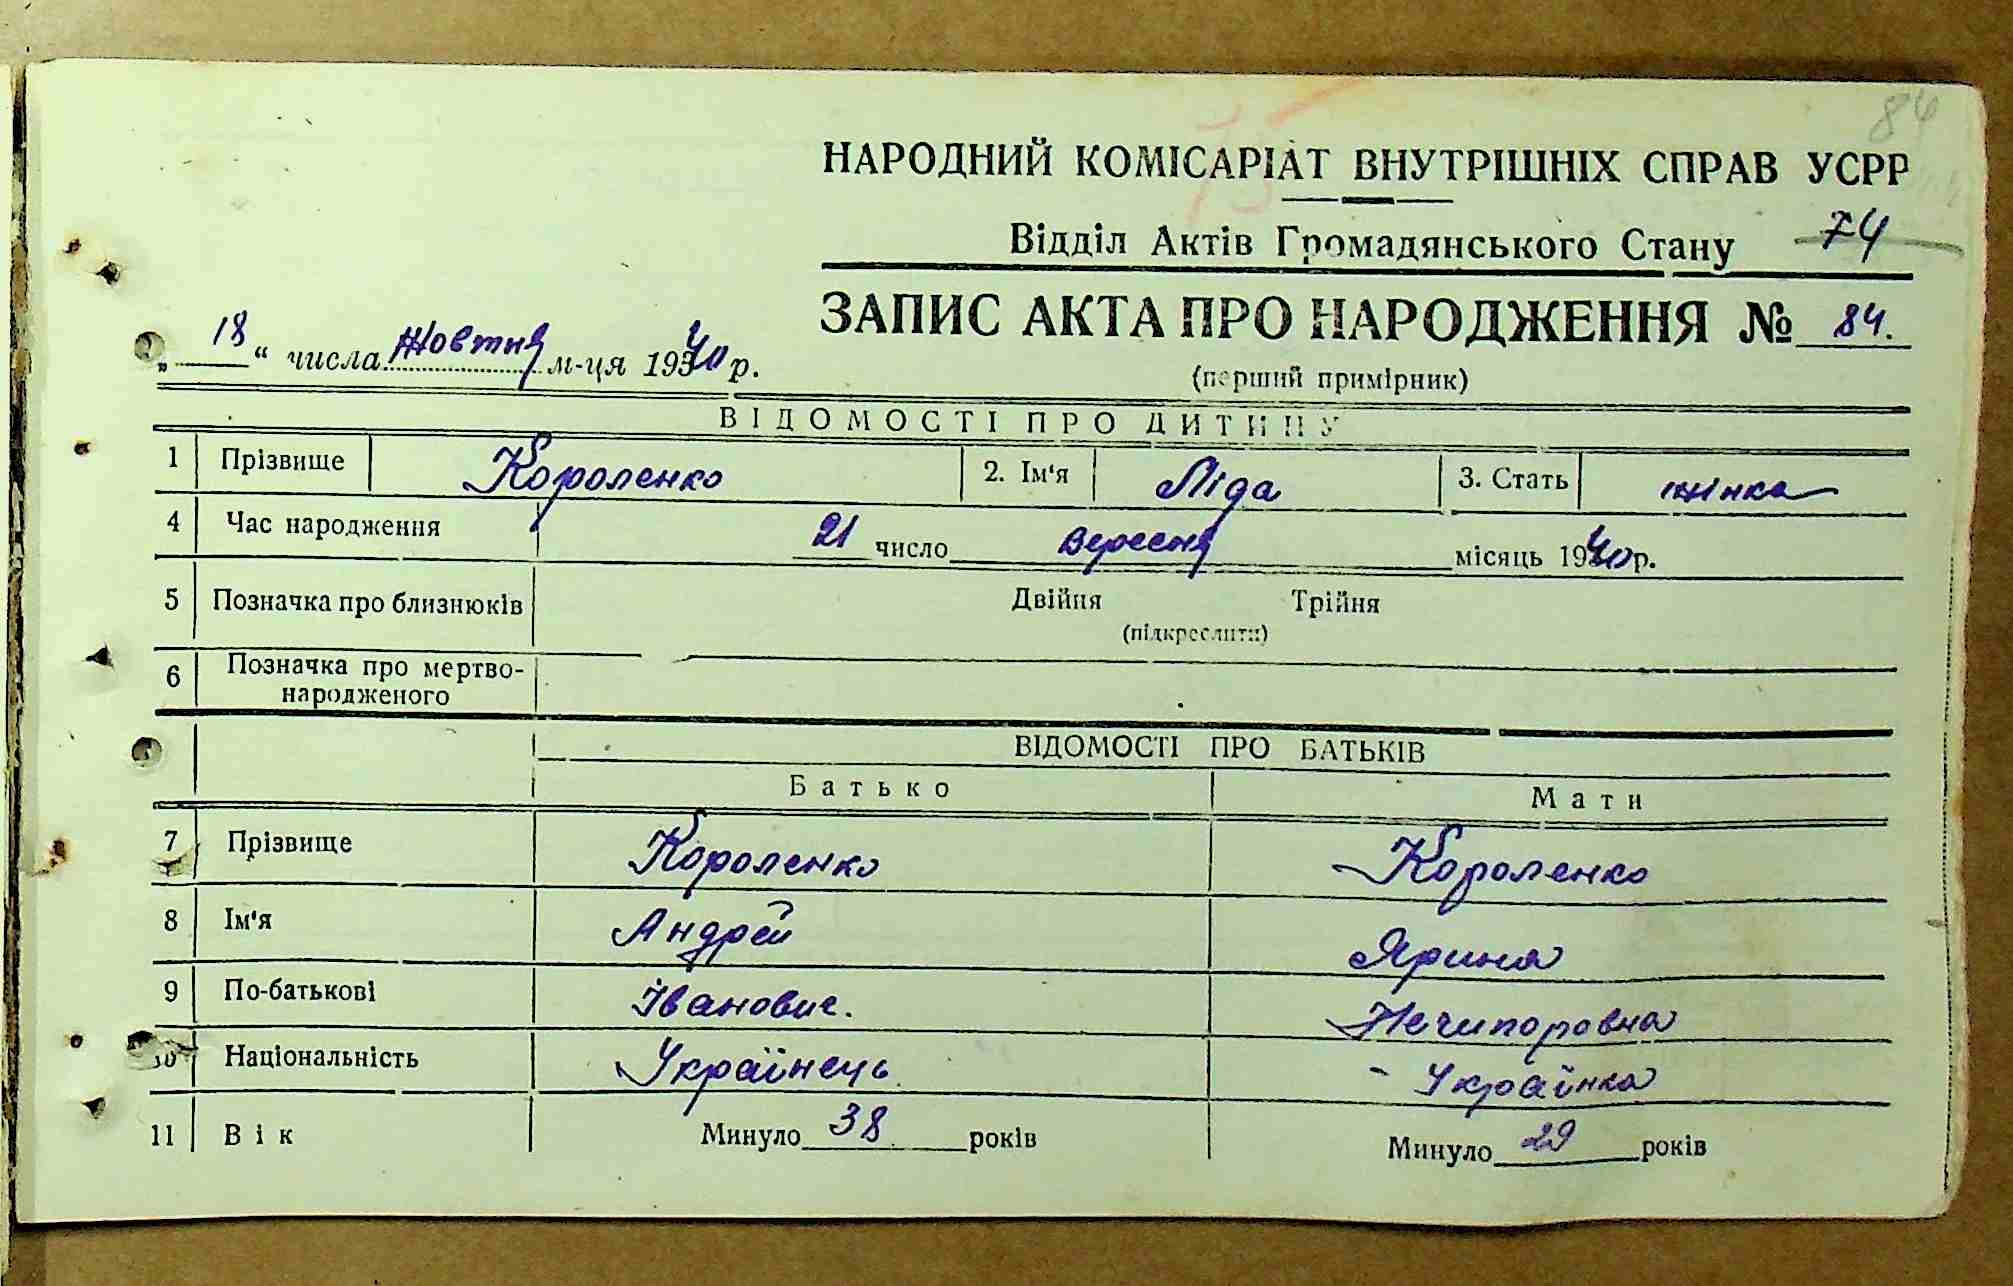 84
75
НАРОДНИЙ КОМІСАРІАТ ВНУТРІШНІХ СПРАВ УСРР
Відділ Актів Громадянського Стану 74
ЗАПИС АКТА ПРО НАРОДЖЕННЯ № 84.
„18“ числа Жовтня м-ця 1940 р.
(перший примірник)
ВІДОМОСТІ ПРО ДИТИНУ
1 Прізвище Короленко 2. Ім'я Ліда 3. Стать жінка
4 Час народження 21 число вересня місяць 1940 р.
5 Позначка про близнюків Двійня Трійня
(підкреслити)
6 Позначка про мертво-
народженого
ВІДОМОСТІ ПРО БАТЬКІВ
Батько Мати
7 Прізвище Короленко Короленко
8 Ім'я Андрей Ярина
9 По-батькові Іванович. Нечипоровна
10 Національність Українець Українка
11 Вік Минуло 38 років Минуло 29 років